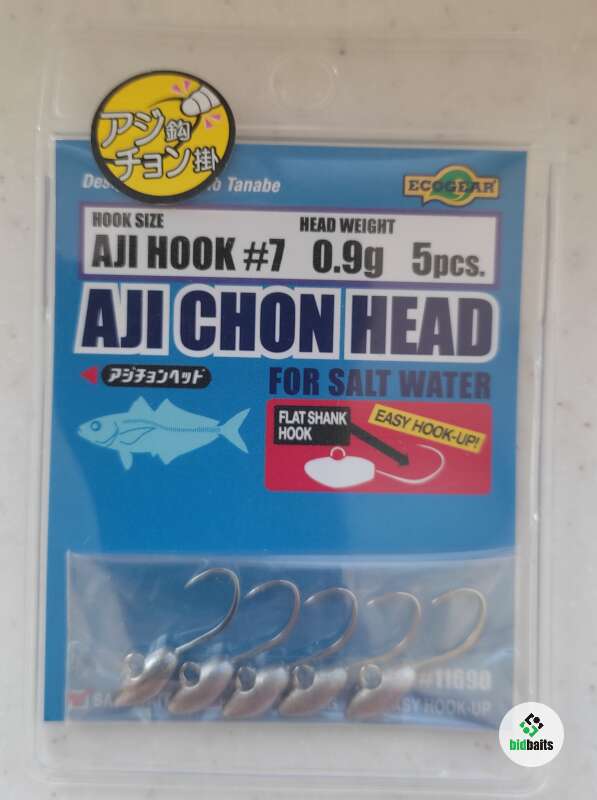 アジ鈎
チョン掛
Tanabe
ECOGEAR
HOOK SIZE
HEAD WEIGHT
AJI HOOK #7 0.9g 5pcs.
AJI CHON HEAD
アジチョンヘッド
FOR SALT WATER
FLAT SHANK
HOOK
EASY HOOK-UP!
#11690
EASY HOOK-UP
bidbaits